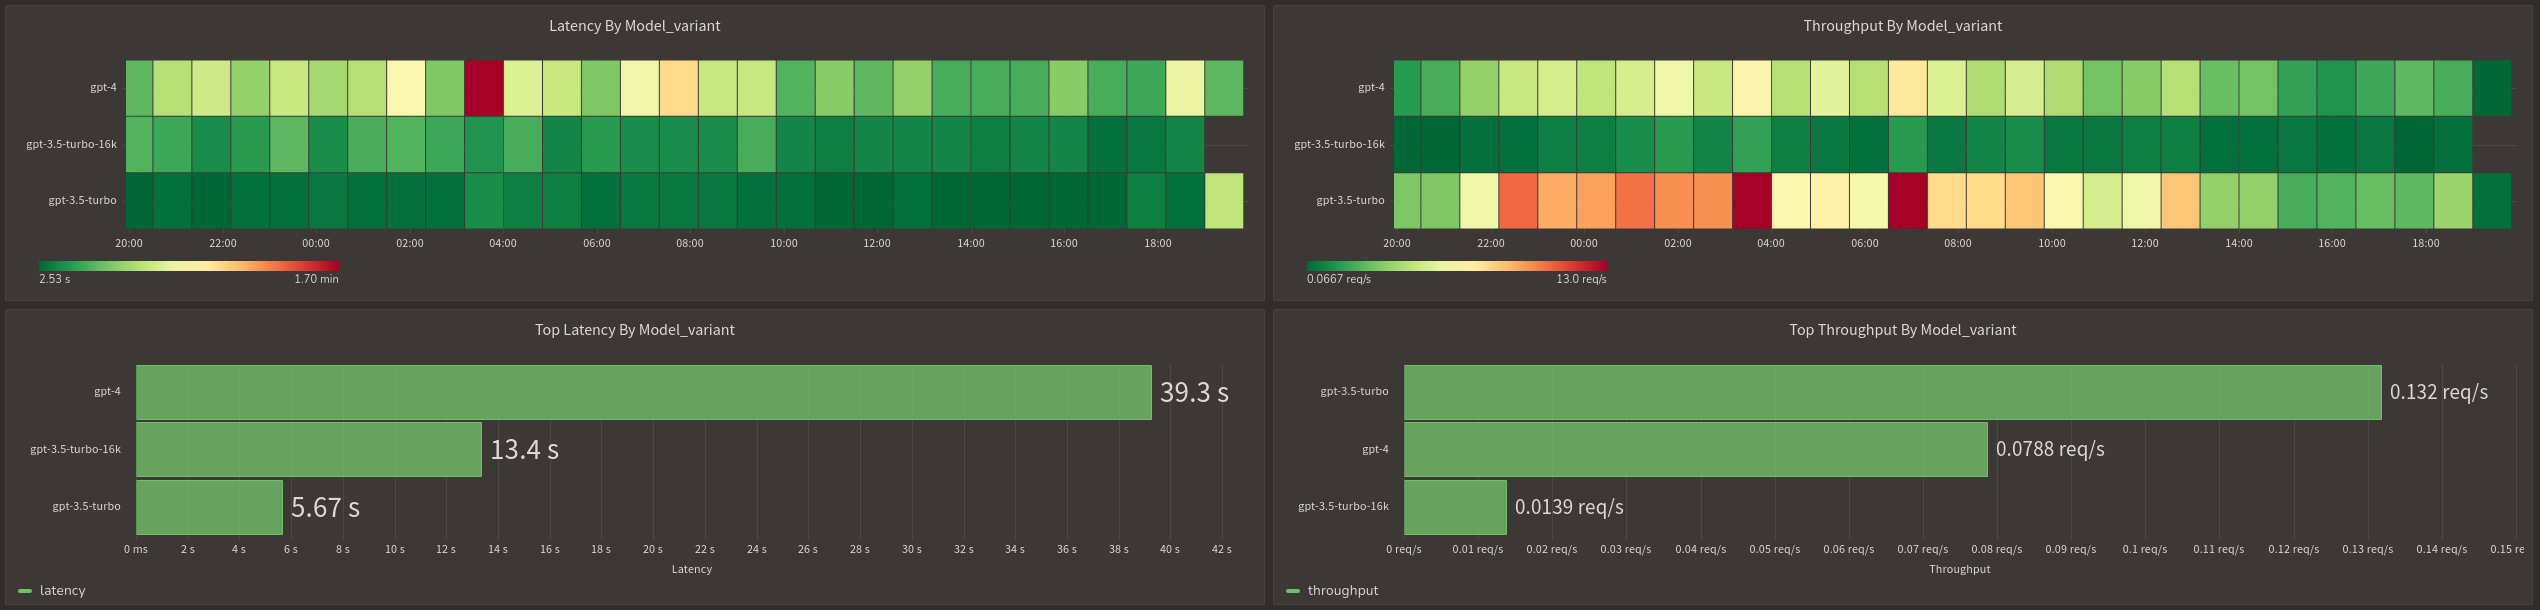 Latency By Model_variant
gpt-4
gpt-3.5-turbo-16k
gpt-3.5-turbo
20:00 22:00 00:00 02:00 04:00 06:00 08:00 10:00 12:00 14:00 16:00 18:00
2.53 s 1.70 min
Throughput By Model_variant
gpt-4
gpt-3.5-turbo-16k
gpt-3.5-turbo
20:00 22:00 00:00 02:00 04:00 06:00 08:00 10:00 12:00 14:00 16:00 18:00
0.0667 req/s 13.0 req/s
Top Latency By Model_variant
gpt-4 39.3 s
gpt-3.5-turbo-16k 13.4 s
gpt-3.5-turbo 5.67 s
0 ms 2 s 4 s 6 s 8 s 10 s 12 s 14 s 16 s 18 s 20 s 22 s 24 s 26 s 28 s 30 s 32 s 34 s 36 s 38 s 40 s 42 s
Latency
latency
Top Throughput By Model_variant
gpt-3.5-turbo 0.132 req/s
gpt-4 0.0788 req/s
gpt-3.5-turbo-16k 0.0139 req/s
0 req/s 0.01 req/s 0.02 req/s 0.03 req/s 0.04 req/s 0.05 req/s 0.06 req/s 0.07 req/s 0.08 req/s 0.09 req/s 0.1 req/s 0.11 req/s 0.12 req/s 0.13 req/s 0.14 req/s 0.15 re
Throughput
throughput